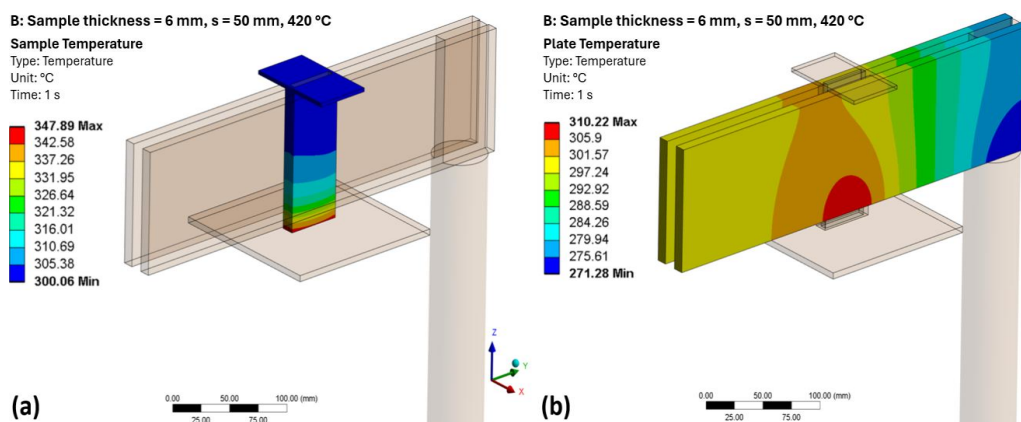 B: Sample thickness = 6 mm, s = 50 mm, 420 ºC
Sample Temperature
Type: Temperature
Unit: ºC
Time: 1 s
347.89 Max
342.58
337.26
331.95
326.64
321.32
316.01
310.69
305.38
300.06 Min
Z
Y
X
(a)
0.00 50.00 100.00 (mm)
25.00 75.00
B: Sample thickness = 6 mm, s = 50 mm, 420 ºC
Plate Temperature
Type: Temperature
Unit: ºC
Time: 1 s
310.22 Max
305.9
301.57
297.24
292.92
288.59
284.26
279.94
275.61
271.28 Min
(b)
0.00 50.00 100.00 (mm)
25.00 75.00